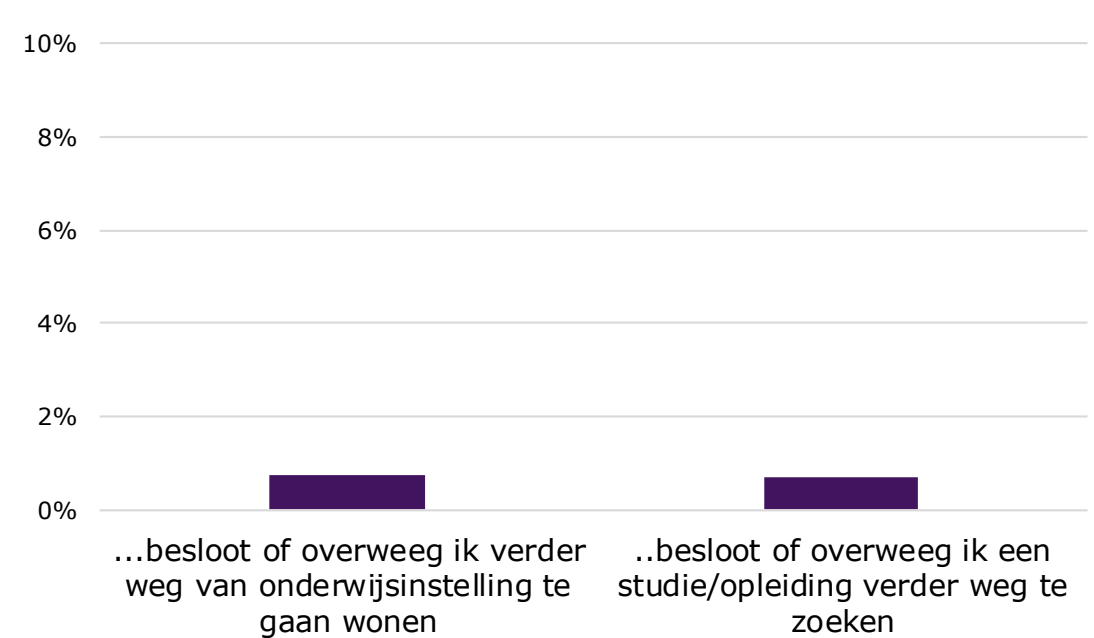 10%
8%
6%
4%
2%
0%
...besloot of overweeg ik verder
weg van onderwijsinstelling te
gaan wonen
..besloot of overweeg ik een
studie/opleiding verder weg te
zoeken